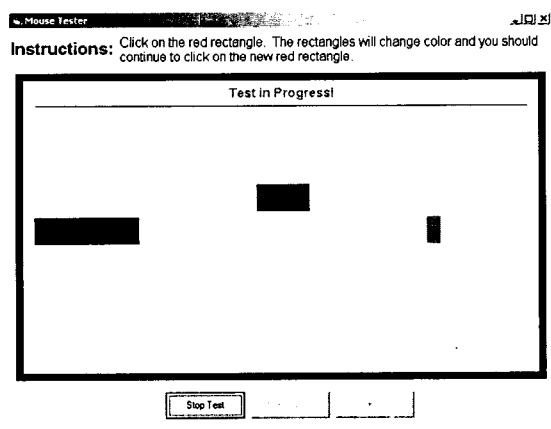 Mouse Tester
Instructions: Click on the red rectangle. The rectangles will change color and you should
continue to click on the new red rectangle.
Test in Progress!
Stop Test